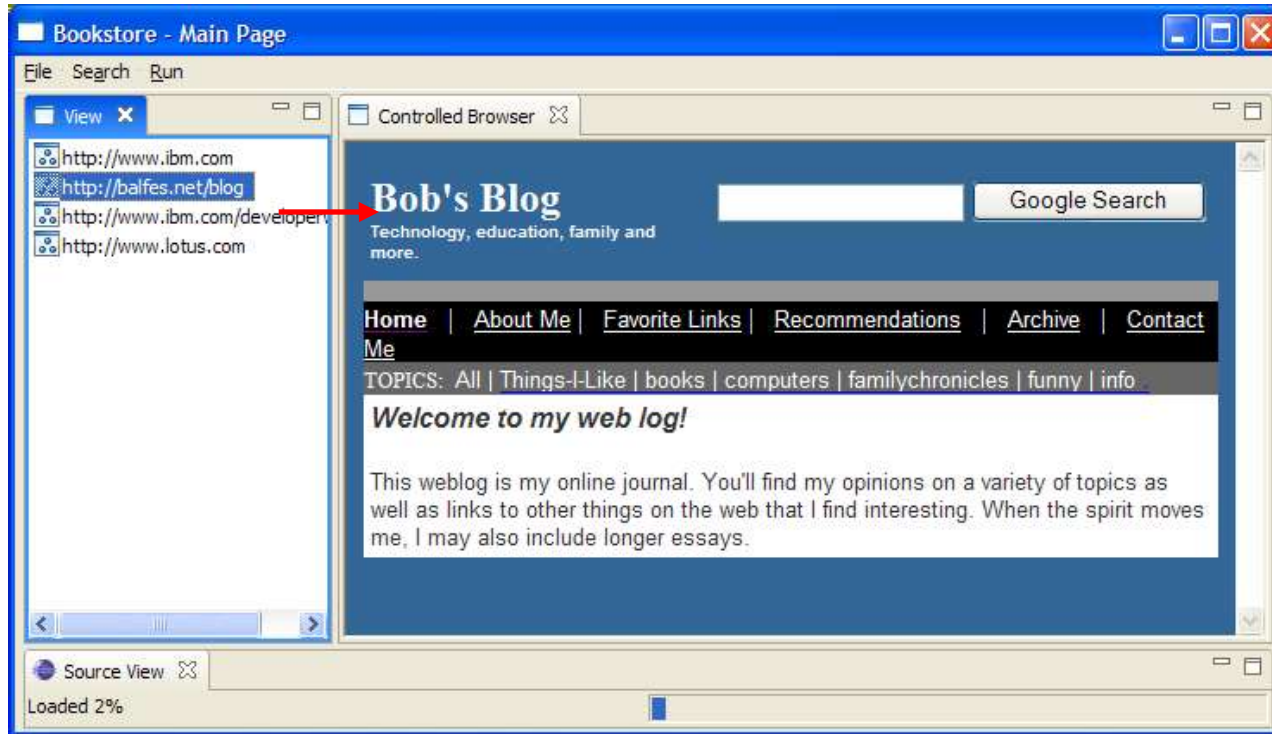 Bookstore - Main Page
File Search Run
View
http://www.ibm.com
http://balfes.net/blog
http://www.ibm.com/developerw
http://www.lotus.com
Controlled Browser
Bob's Blog
Technology, education, family and
more.
Google Search
Home | About Me | Favorite Links | Recommendations | Archive | Contact
Me
TOPICS: All | Things-I-Like | books | computers | familychronicles | funny | info
Welcome to my web log!
This weblog is my online journal. You'll find my opinions on a variety of topics as
well as links to other things on the web that I find interesting. When the spirit moves
me, I may also include longer essays.
Source View
Loaded 2%